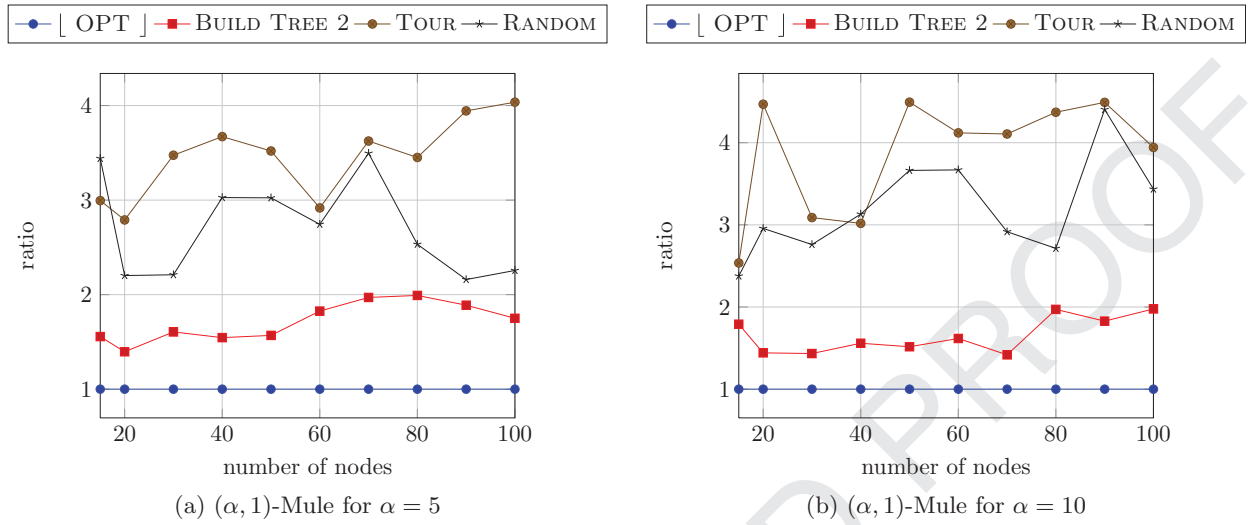 ⌊ OPT ⌋ BUILD TREE 2 TOUR RANDOM
4
3
2
1
ratio
20 40 60 80 100
number of nodes
(a) (α, 1)-Mule for α = 5
⌊ OPT ⌋ BUILD TREE 2 TOUR RANDOM
4
3
2
1
ratio
20 40 60 80 100
number of nodes
(b) (α, 1)-Mule for α = 10
D PROOF